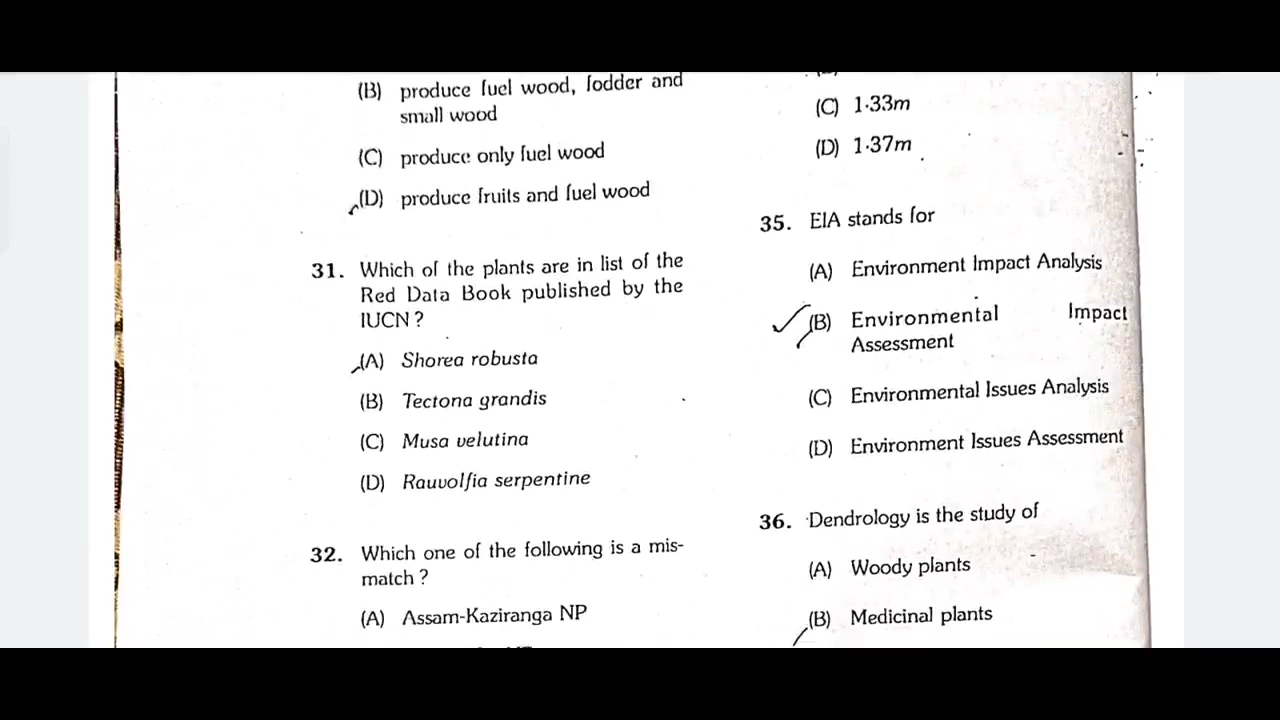 (B) produce fuel wood, fodder and
small wood
(C) produce only fuel wood
(D) produce fruits and fuel wood
31. Which of the plants are in list of the
Red Data Book published by the
IUCN ?
(A) Shorea robusta
(B) Tectona grandis
(C) Musa velutina
(D) Rauvolfia serpentine
32. Which one of the following is a mis-
match ?
(A) Assam-Kaziranga NP
(C) 1·33m
(D) 1·37m
35. EIA stands for
(A) Environment Impact Analysis
(B) Environmental Impact
Assessment
(C) Environmental Issues Analysis
(D) Environment Issues Assessment
36. Dendrology is the study of
(A) Woody plants
(B) Medicinal plants